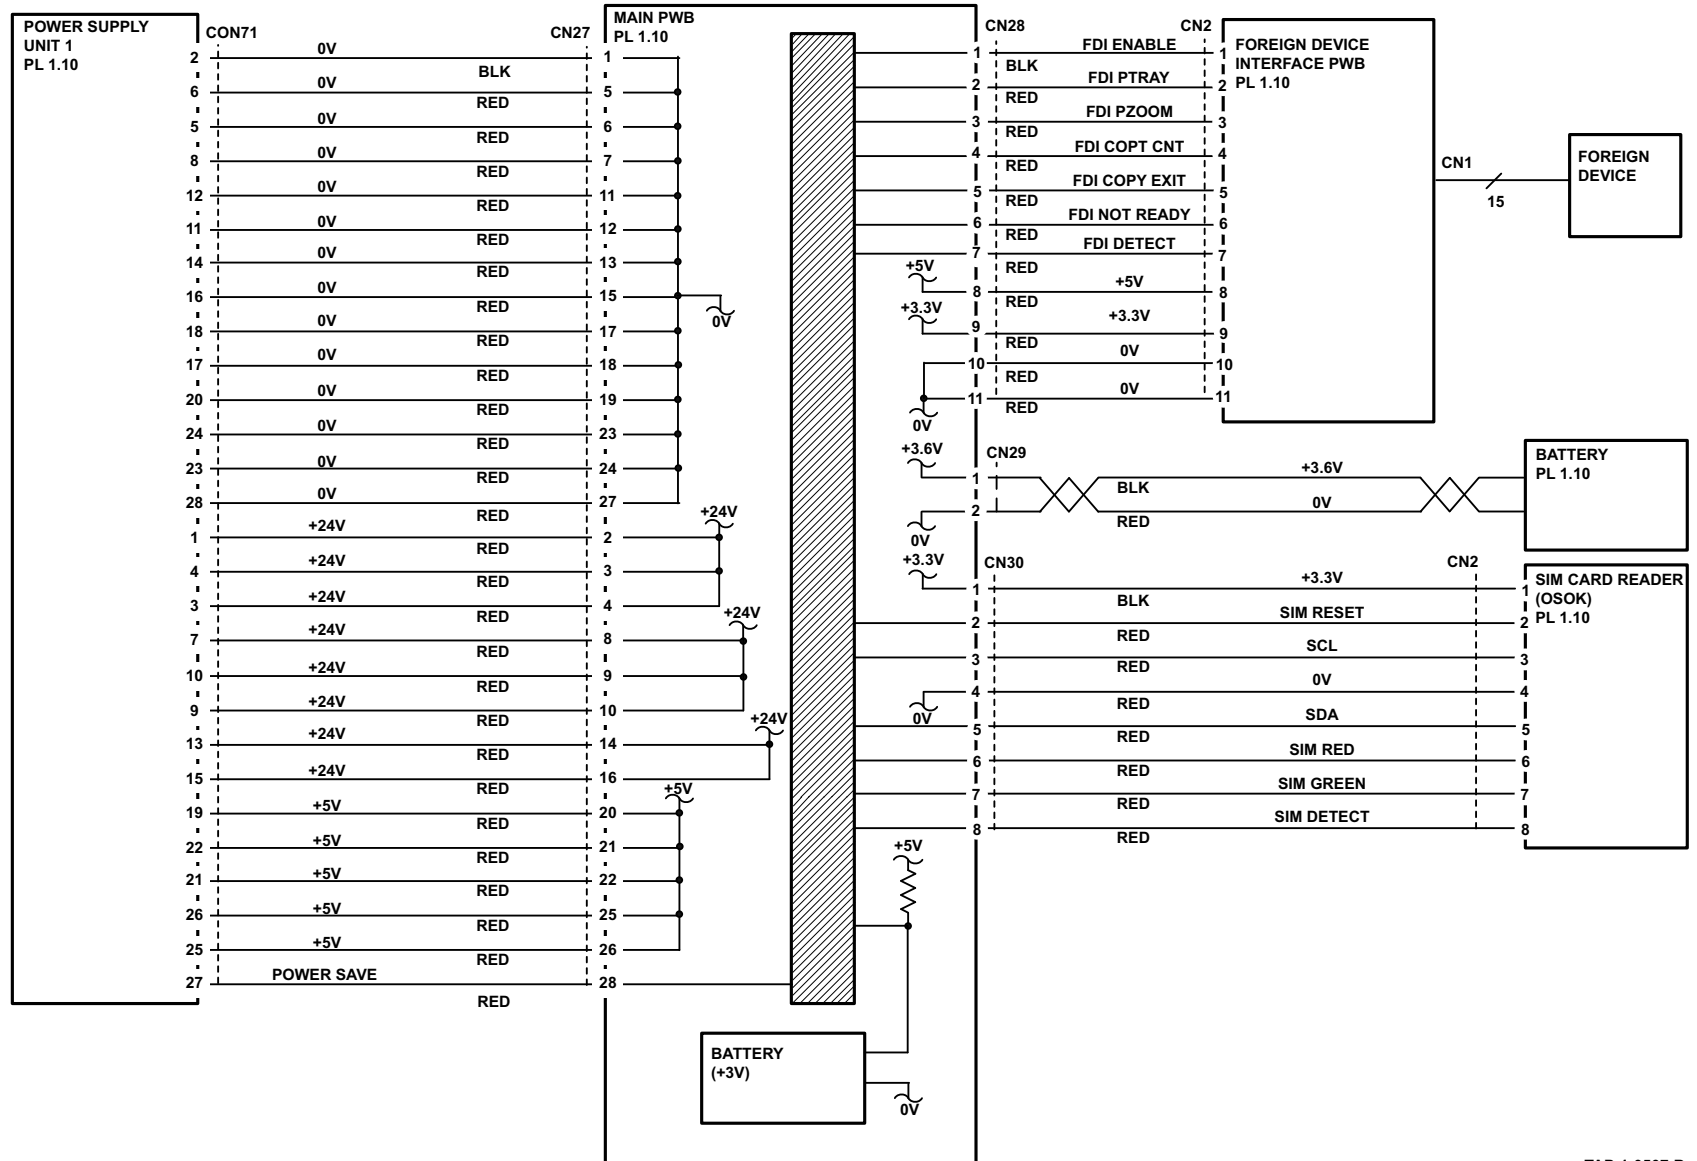 POWER SUPPLY
UNIT 1
PL 1.10
CON71
CN27
MAIN PWB
PL 1.10
2 0V BLK 1
6 0V RED 5
5 0V RED 6
8 0V RED 7
12 0V RED 11
11 0V RED 12
14 0V RED 13
16 0V RED 15
18 0V RED 17
17 0V RED 18
20 0V RED 19
24 0V RED 23
23 0V RED 24
28 0V RED 27
1 +24V RED 2
4 +24V RED 3
3 +24V RED 4
7 +24V RED 8
10 +24V RED 9
9 +24V RED 10
13 +24V RED 14
15 +24V RED 16
19 +5V RED 20
22 +5V RED 21
21 +5V RED 22
26 +5V RED 25
25 +5V RED 26
27 POWER SAVE RED 28
0V
+24V
+24V
+24V
+5V
CN28
CN2
FOREIGN DEVICE
INTERFACE PWB
PL 1.10
1 BLK FDI ENABLE 1
2 RED FDI PTRAY 2
3 RED FDI PZOOM 3
4 RED FDI COPT CNT 4
5 RED FDI COPY EXIT 5
6 RED FDI NOT READY 6
7 RED FDI DETECT 7
+5V 8 RED +5V 8
+3.3V 9 RED +3.3V 9
10 RED 0V 10
11 RED 0V 11
0V
CN1
15
FOREIGN
DEVICE
CN29
+3.6V 1 BLK +3.6V
0V 2 RED 0V
BATTERY
PL 1.10
CN30
CN2
SIM CARD READER
(OSOK)
PL 1.10
+3.3V 1 BLK +3.3V 1
2 RED SIM RESET 2
3 RED SCL 3
0V 4 RED 0V 4
5 RED SDA 5
6 RED SIM RED 6
7 RED SIM GREEN 7
8 RED SIM DETECT 8
+5V
BATTERY
(+3V)
0V